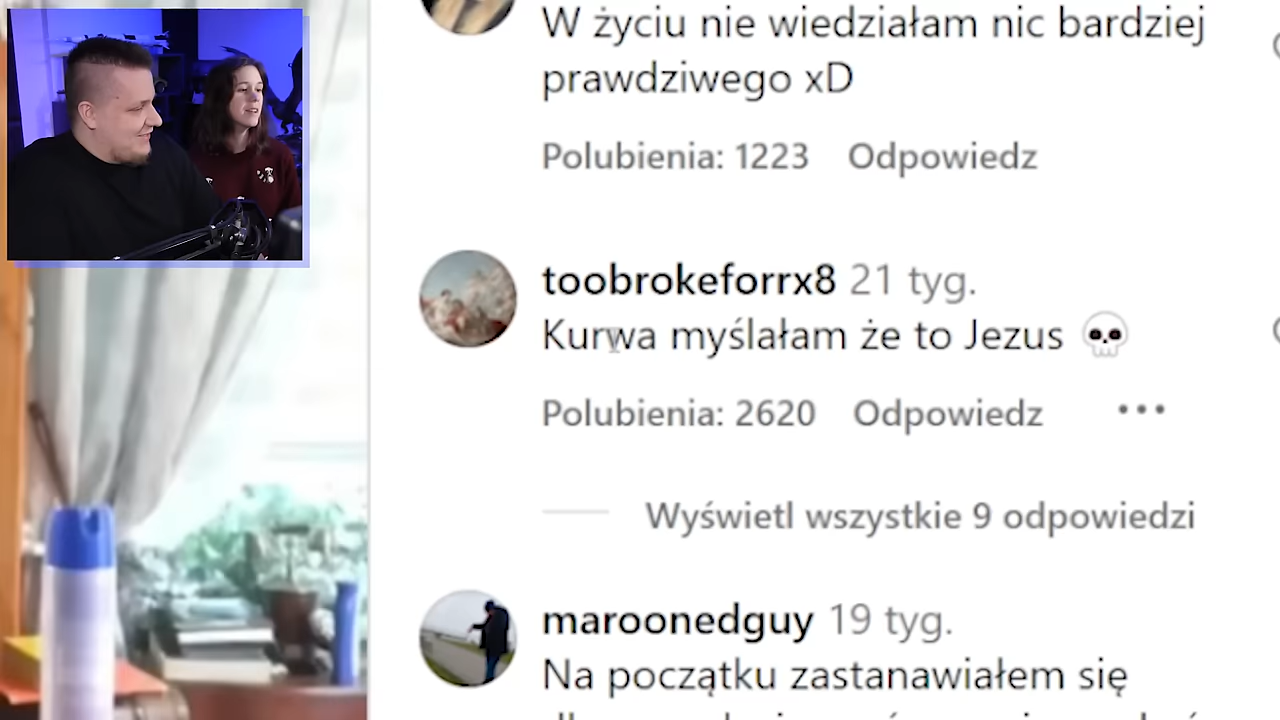 W życiu nie wiedziałam nic bardziej
prawdziwego xD
Polubienia: 1223 Odpowiedz
toobrokeforrx8 21 tyg.
Kurwa myślałam że to Jezus 💀
Polubienia: 2620 Odpowiedz •••
Wyświetl wszystkie 9 odpowiedzi
maroonedguy 19 tyg.
Na początku zastanawiałem się